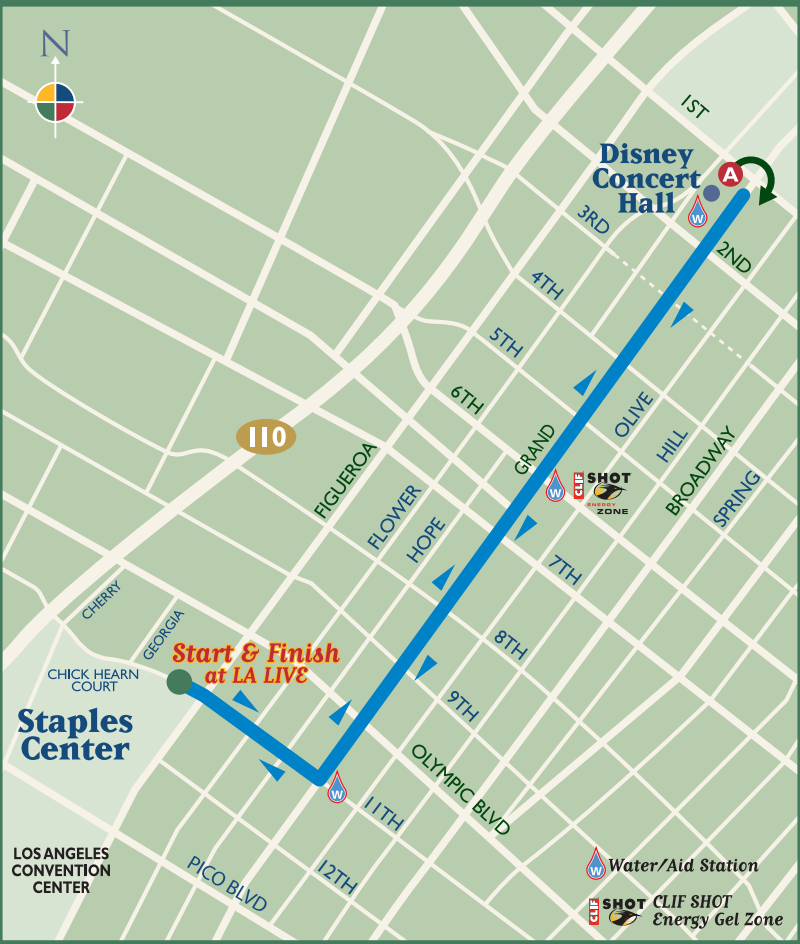 N
1ST
Disney
Concert
Hall
A
W
3RD
2ND
4TH
5TH
6TH
110
OLIVE
GRAND
HILL
BROADWAY
FIGUEROA
W
CLIF
SHOT
ENERGY
ZONE
FLOWER
SPRING
HOPE
7TH
CHERRY
GEORGIA
8TH
Start & Finish
at LA LIVE
CHICK HEARN
COURT
9TH
Staples
Center
OLYMPIC BLVD
W
11TH
LOS ANGELES
CONVENTION
CENTER
PICO BLVD
12TH
W
Water/Aid Station
CLIF
SHOT
CLIF SHOT
Energy Gel Zone